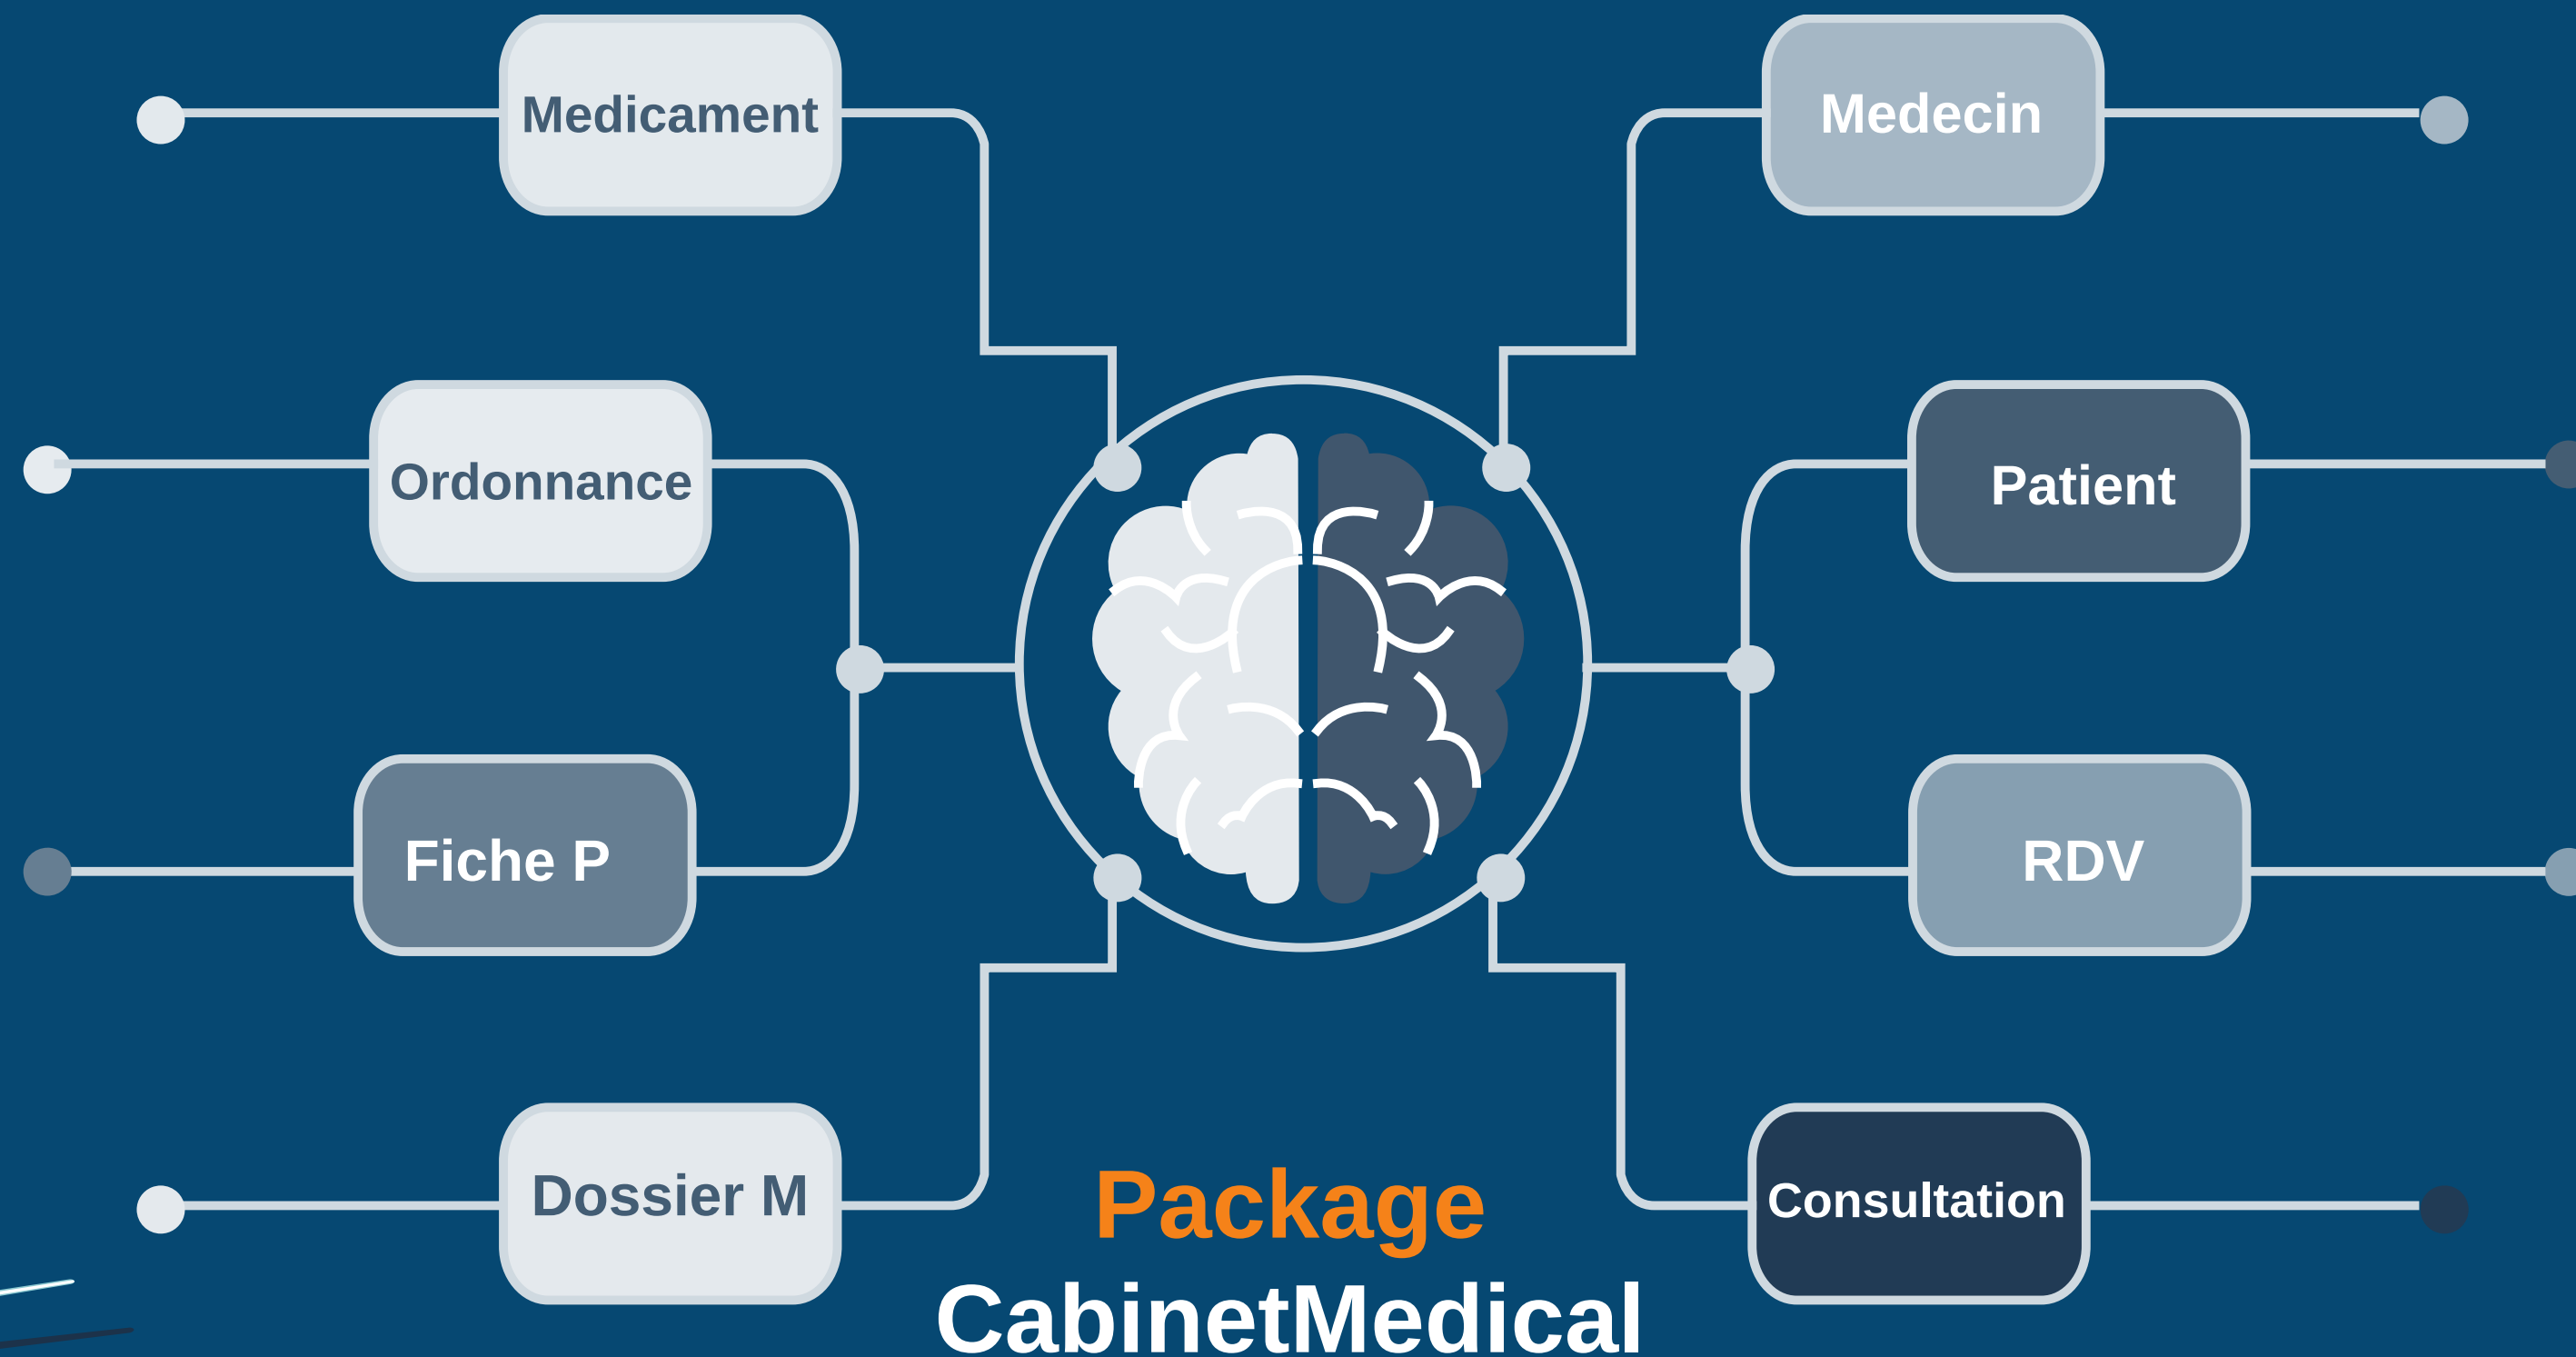 Medicament
Medecin
Ordonnance
Patient
Fiche P
RDV
Dossier M
Consultation
Package
CabinetMedical